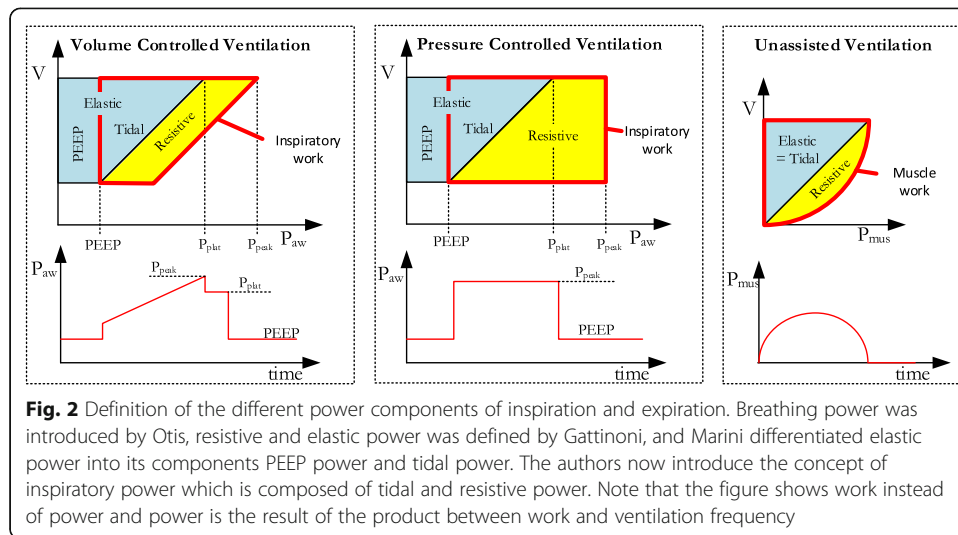 Volume Controlled Ventilation
V
PEEP
Elastic
Tidal
Resistive
Inspiratory
work
PEEP
Pplat
Ppeak
Paw
Paw
Ppeak
Pplat
PEEP
time
Pressure Controlled Ventilation
V
PEEP
Elastic
Tidal
Resistive
Inspiratory
work
PEEP
Pplat
Ppeak
Paw
Paw
Ppeak
PEEP
time
Unassisted Ventilation
V
Elastic
= Tidal
Resistive
Muscle
work
Pmus
Pmus
time
Fig. 2 Definition of the different power components of inspiration and expiration. Breathing power was
introduced by Otis, resistive and elastic power was defined by Gattinoni, and Marini differentiated elastic
power into its components PEEP power and tidal power. The authors now introduce the concept of
inspiratory power which is composed of tidal and resistive power. Note that the figure shows work instead
of power and power is the result of the product between work and ventilation frequency